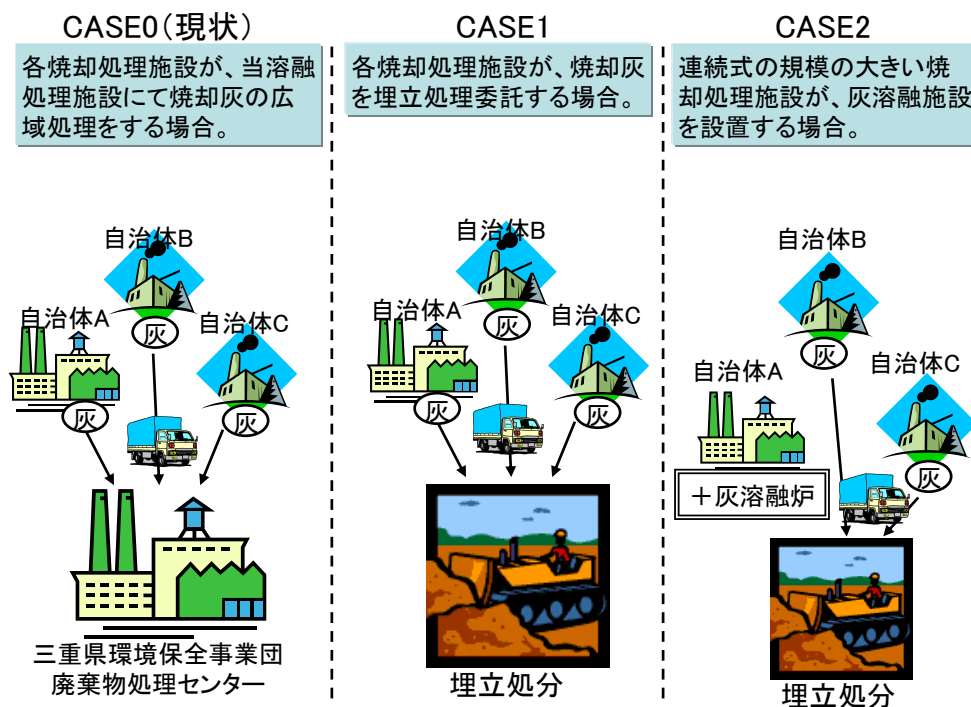 CASE0(現状)
各焼却処理施設が、当溶融
処理施設にて焼却灰の広
域処理をする場合。
自治体B
自治体A
自治体C
灰
灰
灰
三重県環境保全事業団
廃棄物処理センター
CASE1
各焼却処理施設が、焼却灰
を埋立処理委託する場合。
自治体B
自治体A
自治体C
灰
灰
灰
埋立処分
CASE2
連続式の規模の大きい焼
却処理施設が、灰溶融施設
を設置する場合。
自治体B
灰
自治体C
自治体A
灰
+灰溶融炉
埋立処分